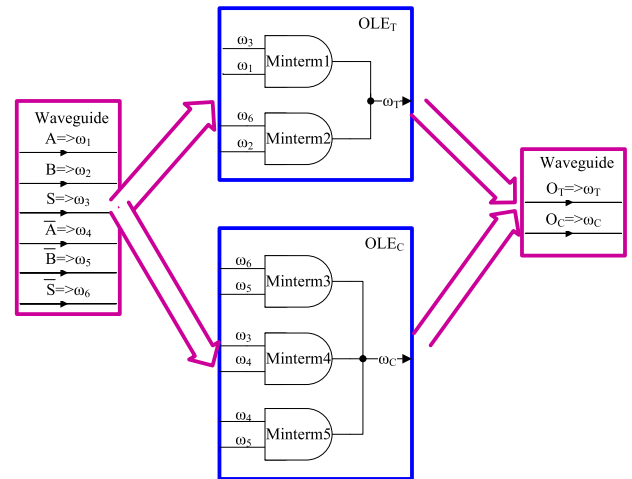 Waveguide
A=>ω1
B=>ω2
S=>ω3
A̅=>ω4
B̅=>ω5
S̅=>ω6
OLET
ω3
ω1
Minterm1
ω6
ω2
Minterm2
ωT
OLEC
ω6
ω5
Minterm3
ω3
ω4
Minterm4
ω4
ω5
Minterm5
ωC
Waveguide
OT=>ωT
OC=>ωC